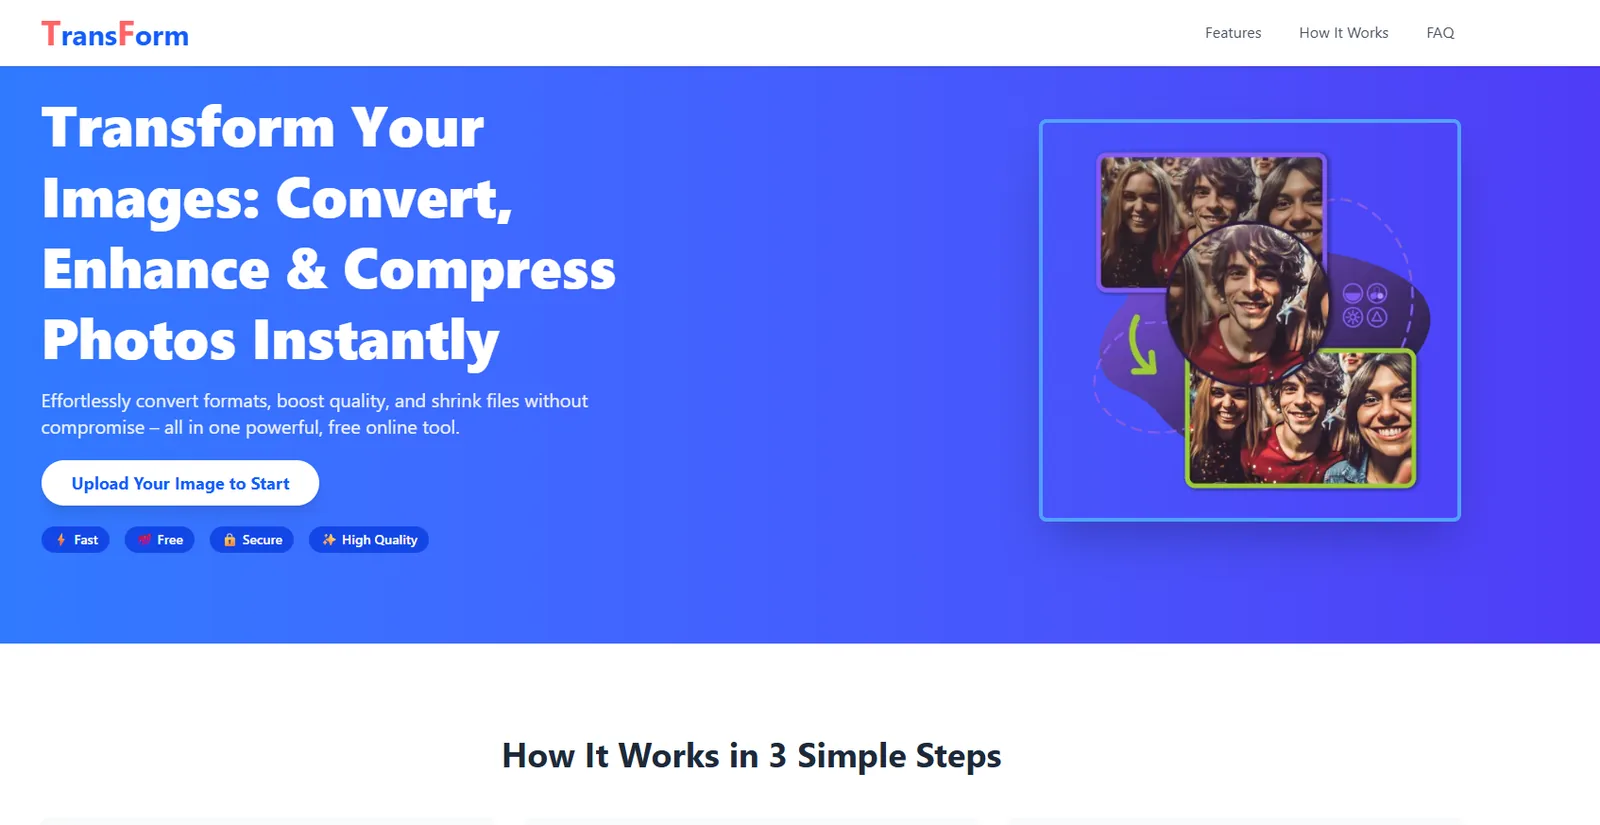 TransForm
Features
How It Works
FAQ
Transform Your
Images: Convert,
Enhance & Compress
Photos Instantly
Effortlessly convert formats, boost quality, and shrink files without
compromise – all in one powerful, free online tool.
Upload Your Image to Start
⚡ Fast
💯 Free
🔒 Secure
✨ High Quality
How It Works in 3 Simple Steps